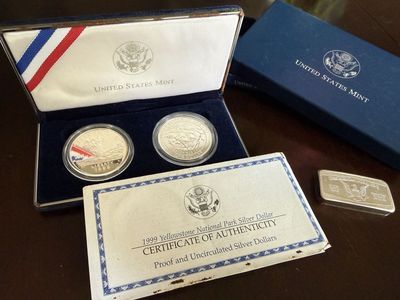 UNITED STATES MINT
UNITED STATES MINT
1999 Yellowstone National Park Silver Dollar
CERTIFICATE OF AUTHENTICITY
Proof and Uncirculated Silver Dollars